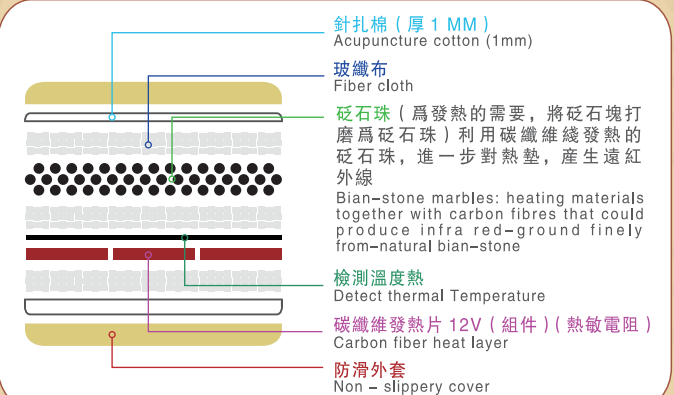 針扎棉（厚 1 MM）
Acupuncture cotton (1mm)
玻纖布
Fiber cloth
砭石珠（爲發熱的需要，將砭石塊打
磨爲砭石珠）利用碳纖維綫發熱的
砭石珠，進一步對熱墊，産生遠紅
外線
Bian–stone marbles: heating materials
together with carbon fibres that could
produce infra red–ground finely
from–natural bian–stone
檢測溫度熱
Detect thermal Temperature
碳纖維發熱片 12V（組件）（熱敏電阻）
Carbon fiber heat layer
防滑外套
Non – slippery cover